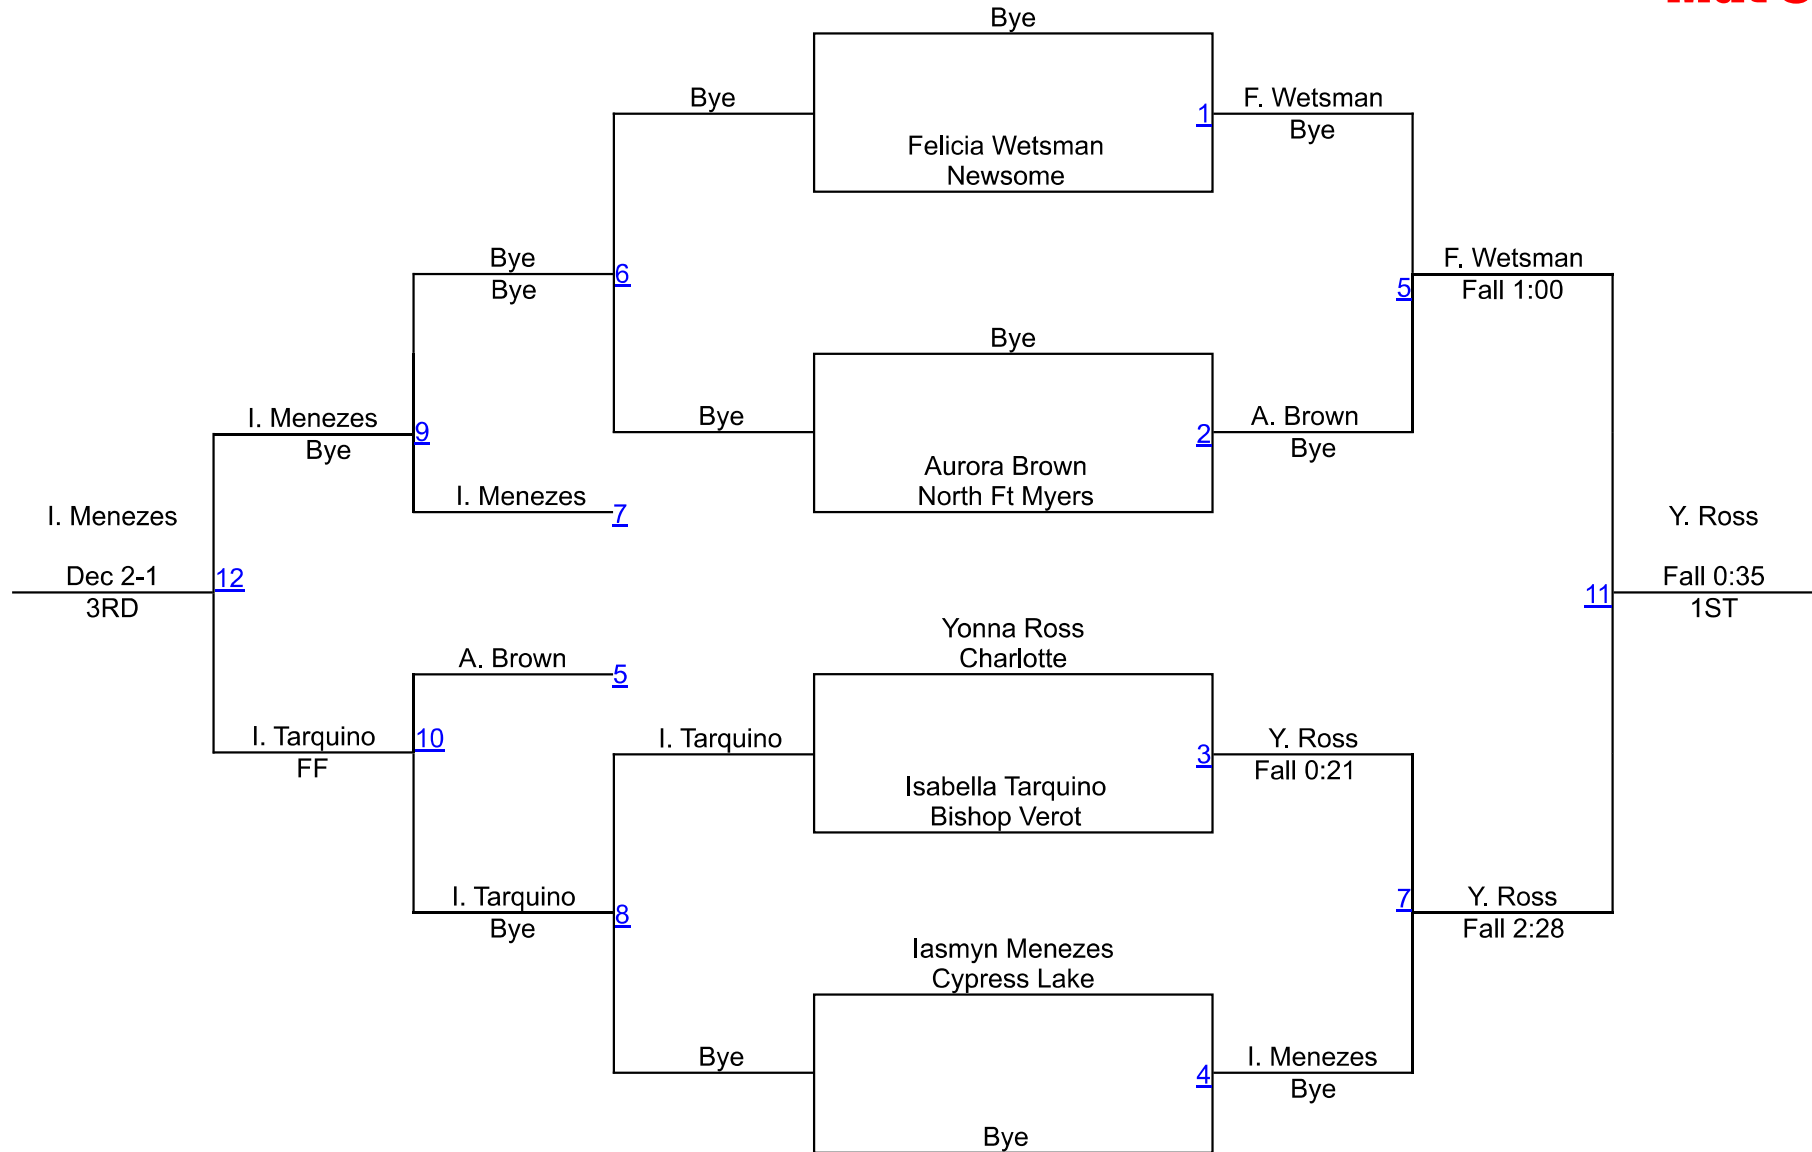 Bye
Bye
F. Wetsman
1
Bye
Felicia Wetsman
Newsome
Bye
F. Wetsman
6
5
Bye
Fall 1:00
Bye
I. Menezes
Bye
A. Brown
9
2
Bye
Bye
Aurora Brown
I. Menezes
North Ft Myers
7
I. Menezes
Y. Ross
Dec 2-1
12
Fall 0:35
11
3RD
1ST
Yonna Ross
A. Brown
Charlotte
5
I. Tarquino
10
I. Tarquino
Y. Ross
3
FF
Fall 0:21
Isabella Tarquino
Bishop Verot
I. Tarquino
8
7
Y. Ross
Bye
Fall 2:28
Iasmyn Menezes
Cypress Lake
Bye
I. Menezes
4
Bye
Bye